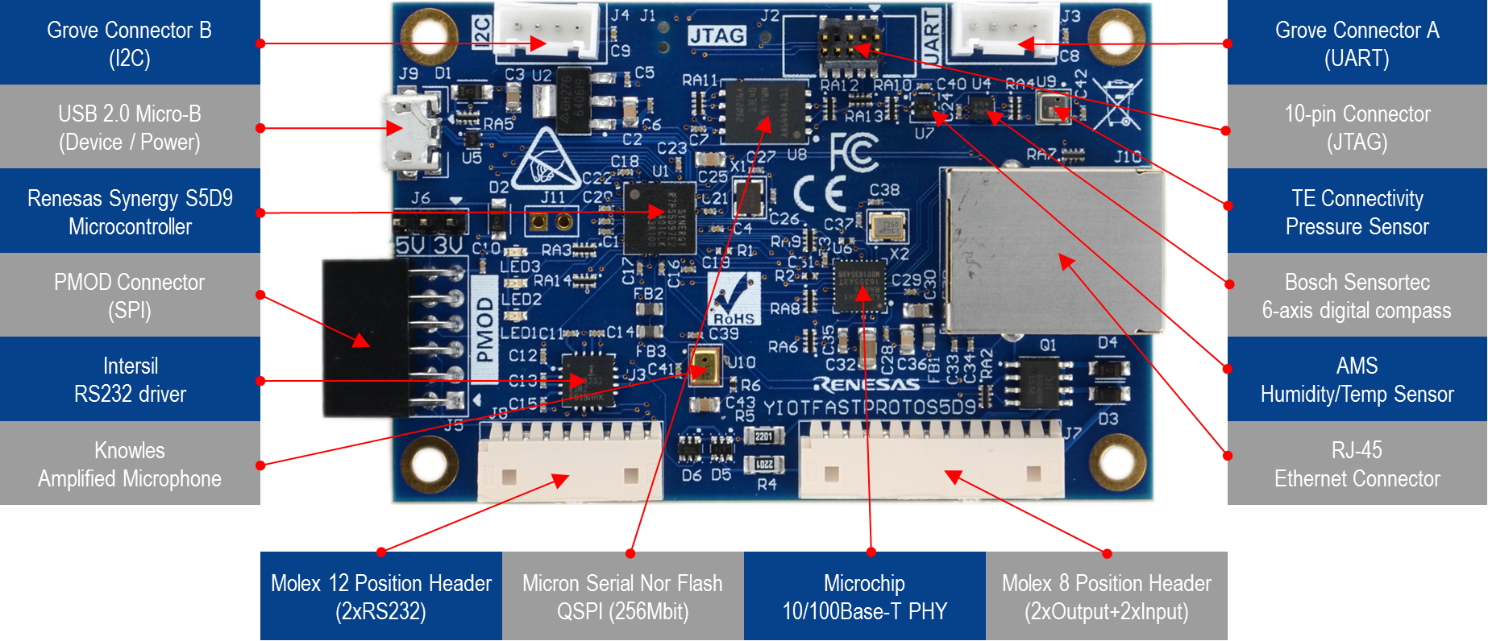 Grove Connector B
(I2C)
USB 2.0 Micro-B
(Device / Power)
Renesas Synergy S5D9
Microcontroller
PMOD Connector
(SPI)
Intersil
RS232 driver
Knowles
Amplified Microphone
Grove Connector A
(UART)
10-pin Connector
(JTAG)
TE Connectivity
Pressure Sensor
Bosch Sensortec
6-axis digital compass
AMS
Humidity/Temp Sensor
RJ-45
Ethernet Connector
Molex 12 Position Header
(2xRS232)
Micron Serial Nor Flash
QSPI (256Mbit)
Microchip
10/100Base-T PHY
Molex 8 Position Header
(2xOutput+2xInput)
I2C
J4
J1
J2
JTAG
UART
J3
C9
C8
J9
D1
C3
U2
C5
C6
C2
RA5
U5
RA11
RA12
RA10
RA13
C40
U4
RA4
U9
C42
U7
C7
U8
FC
CE
RA7
J10
C23
C18
U1
C25
X1
C27
C21
C26
C4
J6
D2
J11
5V 3V
C10
RA3
RA14
LED3
LED2
LED1
C17
C16
C19
R1
FB2
FB3
C11
C14
C12
C13
C15
C41
C39
RoHS
U10
R6
C43
R5
C38
C37
X2
U6
RA9
R2
RA8
RA6
C29
C30
C35
C32
C28
C36
FB1
C33
C34
RA2
Q1
D4
D3
RENESAS
YIOTFASTPROTOS5D9
PMOD
J5
J8
J3
J7
D6
D5
R4
2201
SYNERGY